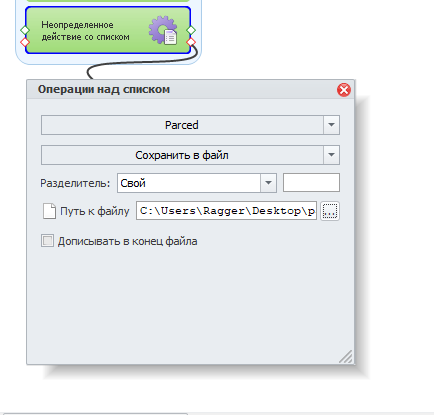 Неопределенное
действие со списком
Операции над списком
Parced
Сохранить в файл
Разделитель: Свой
Путь к файлу C:\Users\Ragger\Desktop\p ...
Дописывать в конец файла